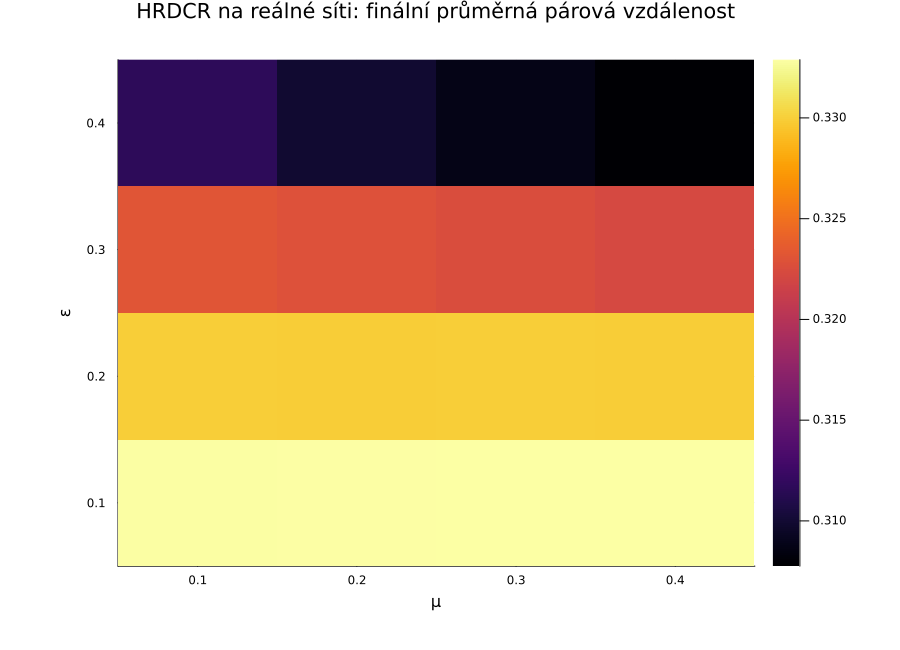 HRDCR na reálné síti: finální průměrná párová vzdálenost
0.4
0.3
0.2
0.1
ε
0.1 0.2 0.3 0.4
μ
0.330
0.325
0.320
0.315
0.310